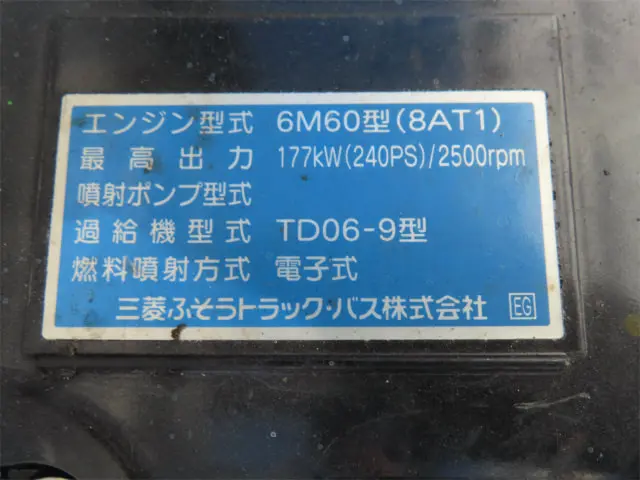 エンジン型式 6M60型(8AT1)
最高出力 177kW(240PS)/2500rpm
噴射ポンプ型式
過給機型式 TD06-9型
燃料噴射方式 電子式
三菱ふそうトラック・バス株式会社 EG